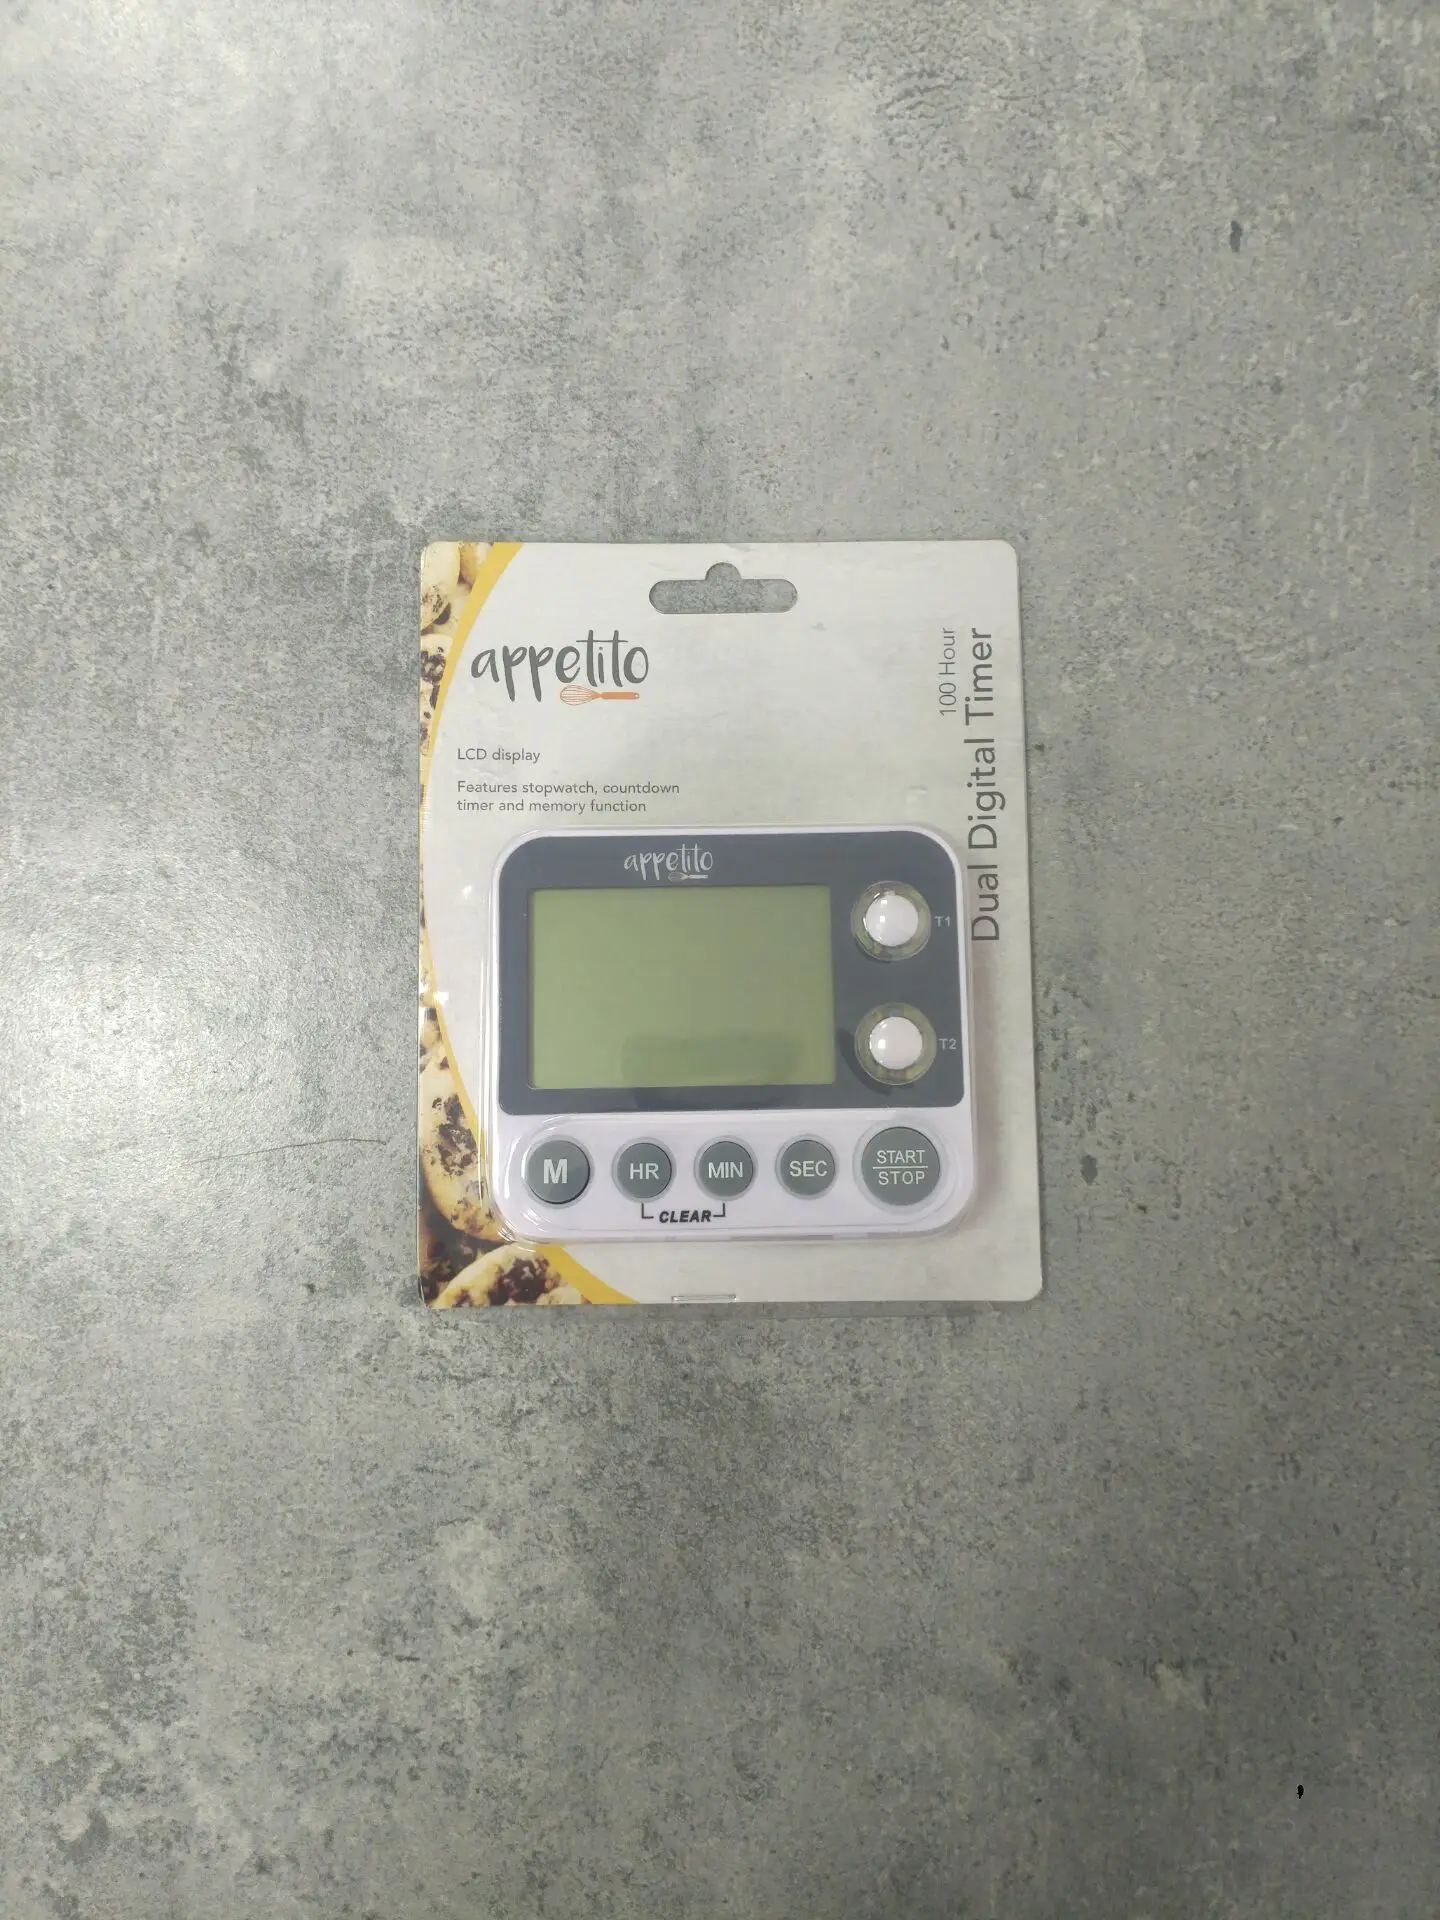 appetito
100 Hour
Dual Digital Timer
LCD display
Features stopwatch, countdown
timer and memory function
appetito
T1
T2
M
HR
MIN
SEC
START
STOP
CLEAR